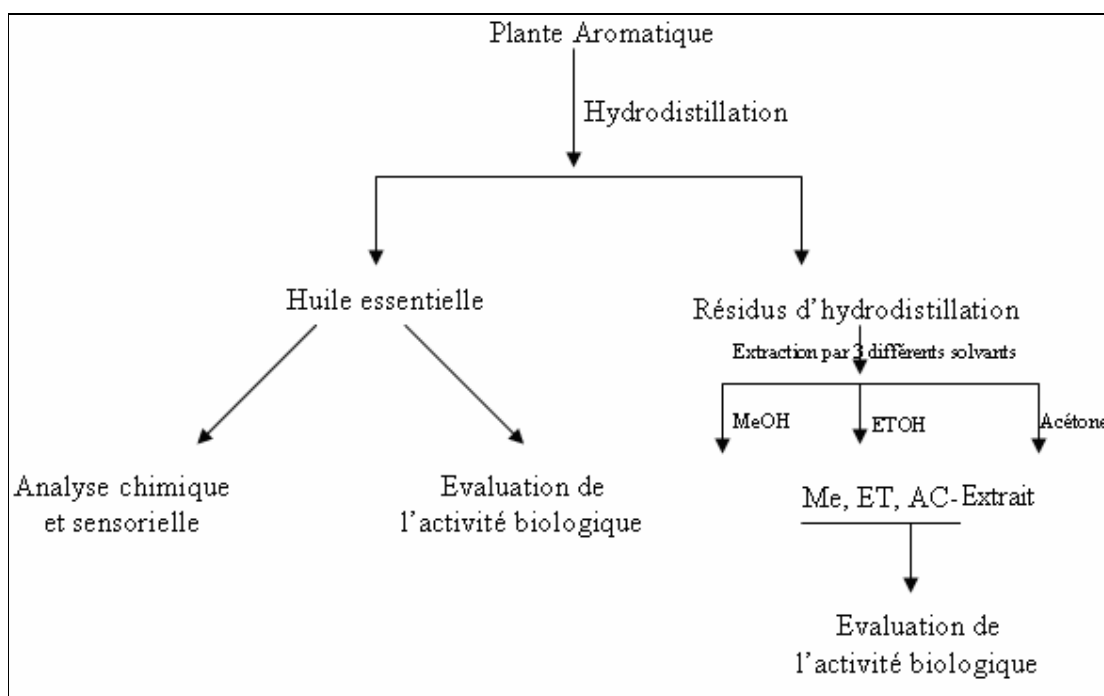 Plante Aromatique
Hydrodistillation
Huile essentielle
Résidus d'hydrodistillation
Extraction par 3 différents solvants
MeOH
ETOH
Acétone
Analyse chimique
et sensorielle
Evaluation de
l'activité biologique
Me, ET, AC-Extrait
Evaluation de
l'activité biologique